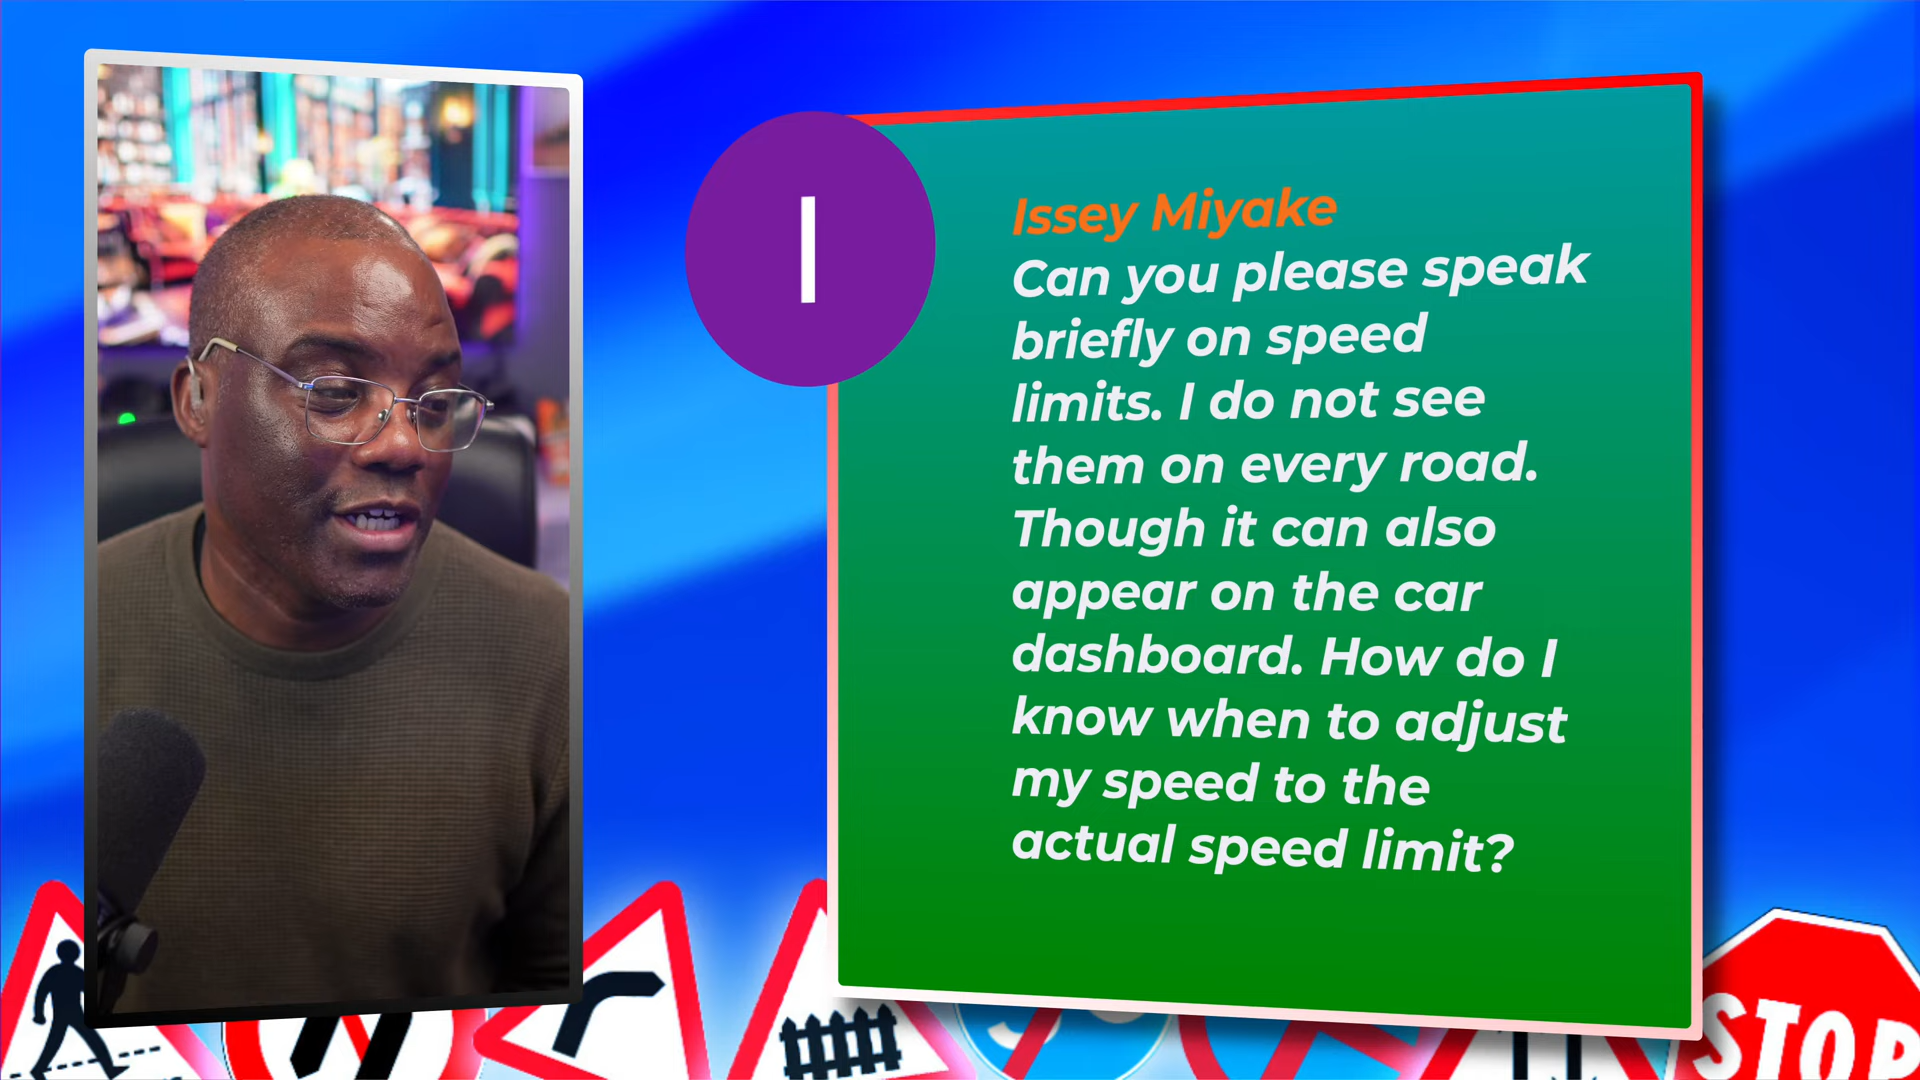 I
Issey Miyake
Can you please speak
briefly on speed
limits. I do not see
them on every road.
Though it can also
appear on the car
dashboard. How do I
know when to adjust
my speed to the
actual speed limit?
STOP